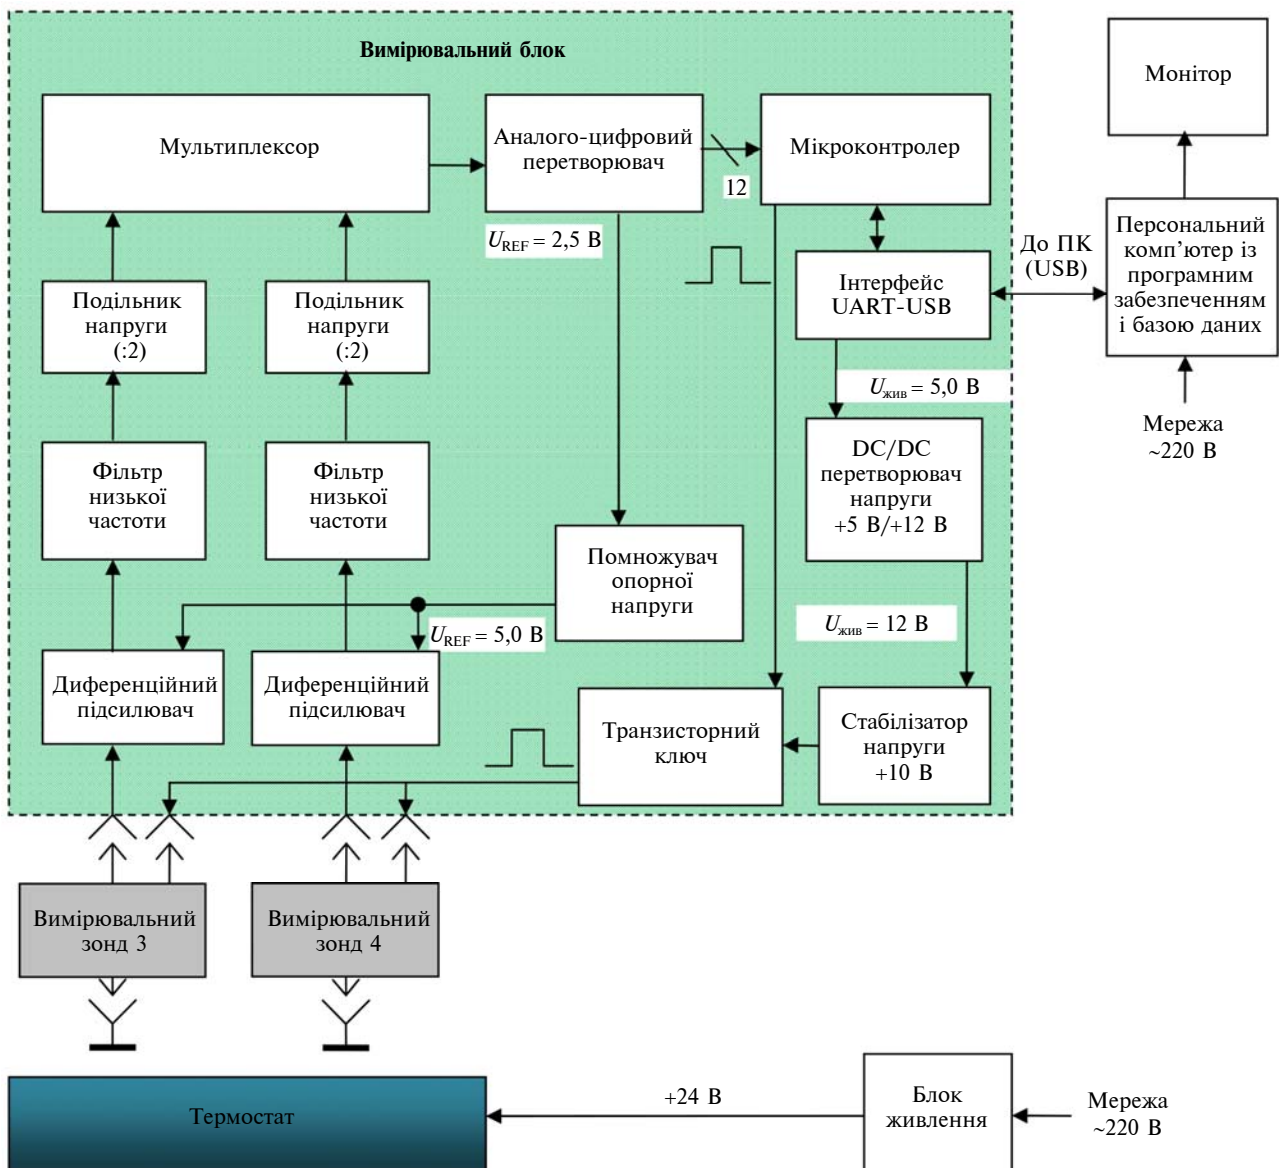 Вимірювальний блок
Монітор
Мультиплексор
Аналого-цифровий
перетворювач
12
Мікроконтролер
U_REF = 2,5 В
До ПК
(USB)
Персональний
комп’ютер із
програмним
забезпеченням
і базою даних
Подільник
напруги
(:2)
Подільник
напруги
(:2)
Інтерфейс
UART-USB
U_жив = 5,0 В
Мережа
~220 В
Фільтр
низької
частоти
Фільтр
низької
частоти
DC/DC
перетворювач
напруги
+5 В/+12 В
Помножувач
опорної
напруги
U_REF = 5,0 В
U_жив = 12 В
Диференційний
підсилювач
Диференційний
підсилювач
Транзисторний
ключ
Стабілізатор
напруги
+10 В
Вимірювальний
зонд 3
Вимірювальний
зонд 4
Термостат
+24 В
Блок
живлення
Мережа
~220 В